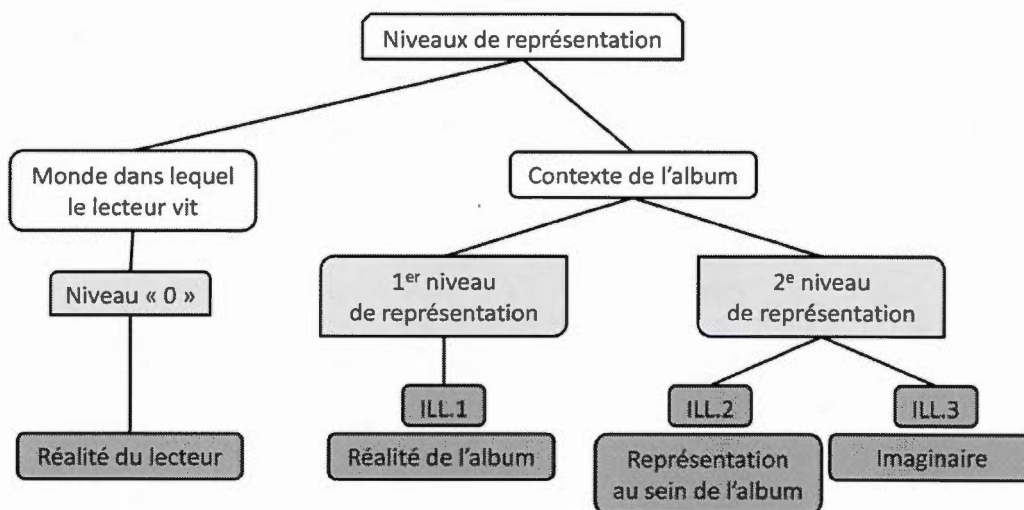 Niveaux de représentation
Monde dans lequel
le lecteur vit
Contexte de l'album
Niveau « 0 »
1er niveau
de représentation
2e niveau
de représentation
ILL.1
ILL.2
ILL.3
Réalité du lecteur
Réalité de l'album
Représentation
au sein de l'album
Imaginaire